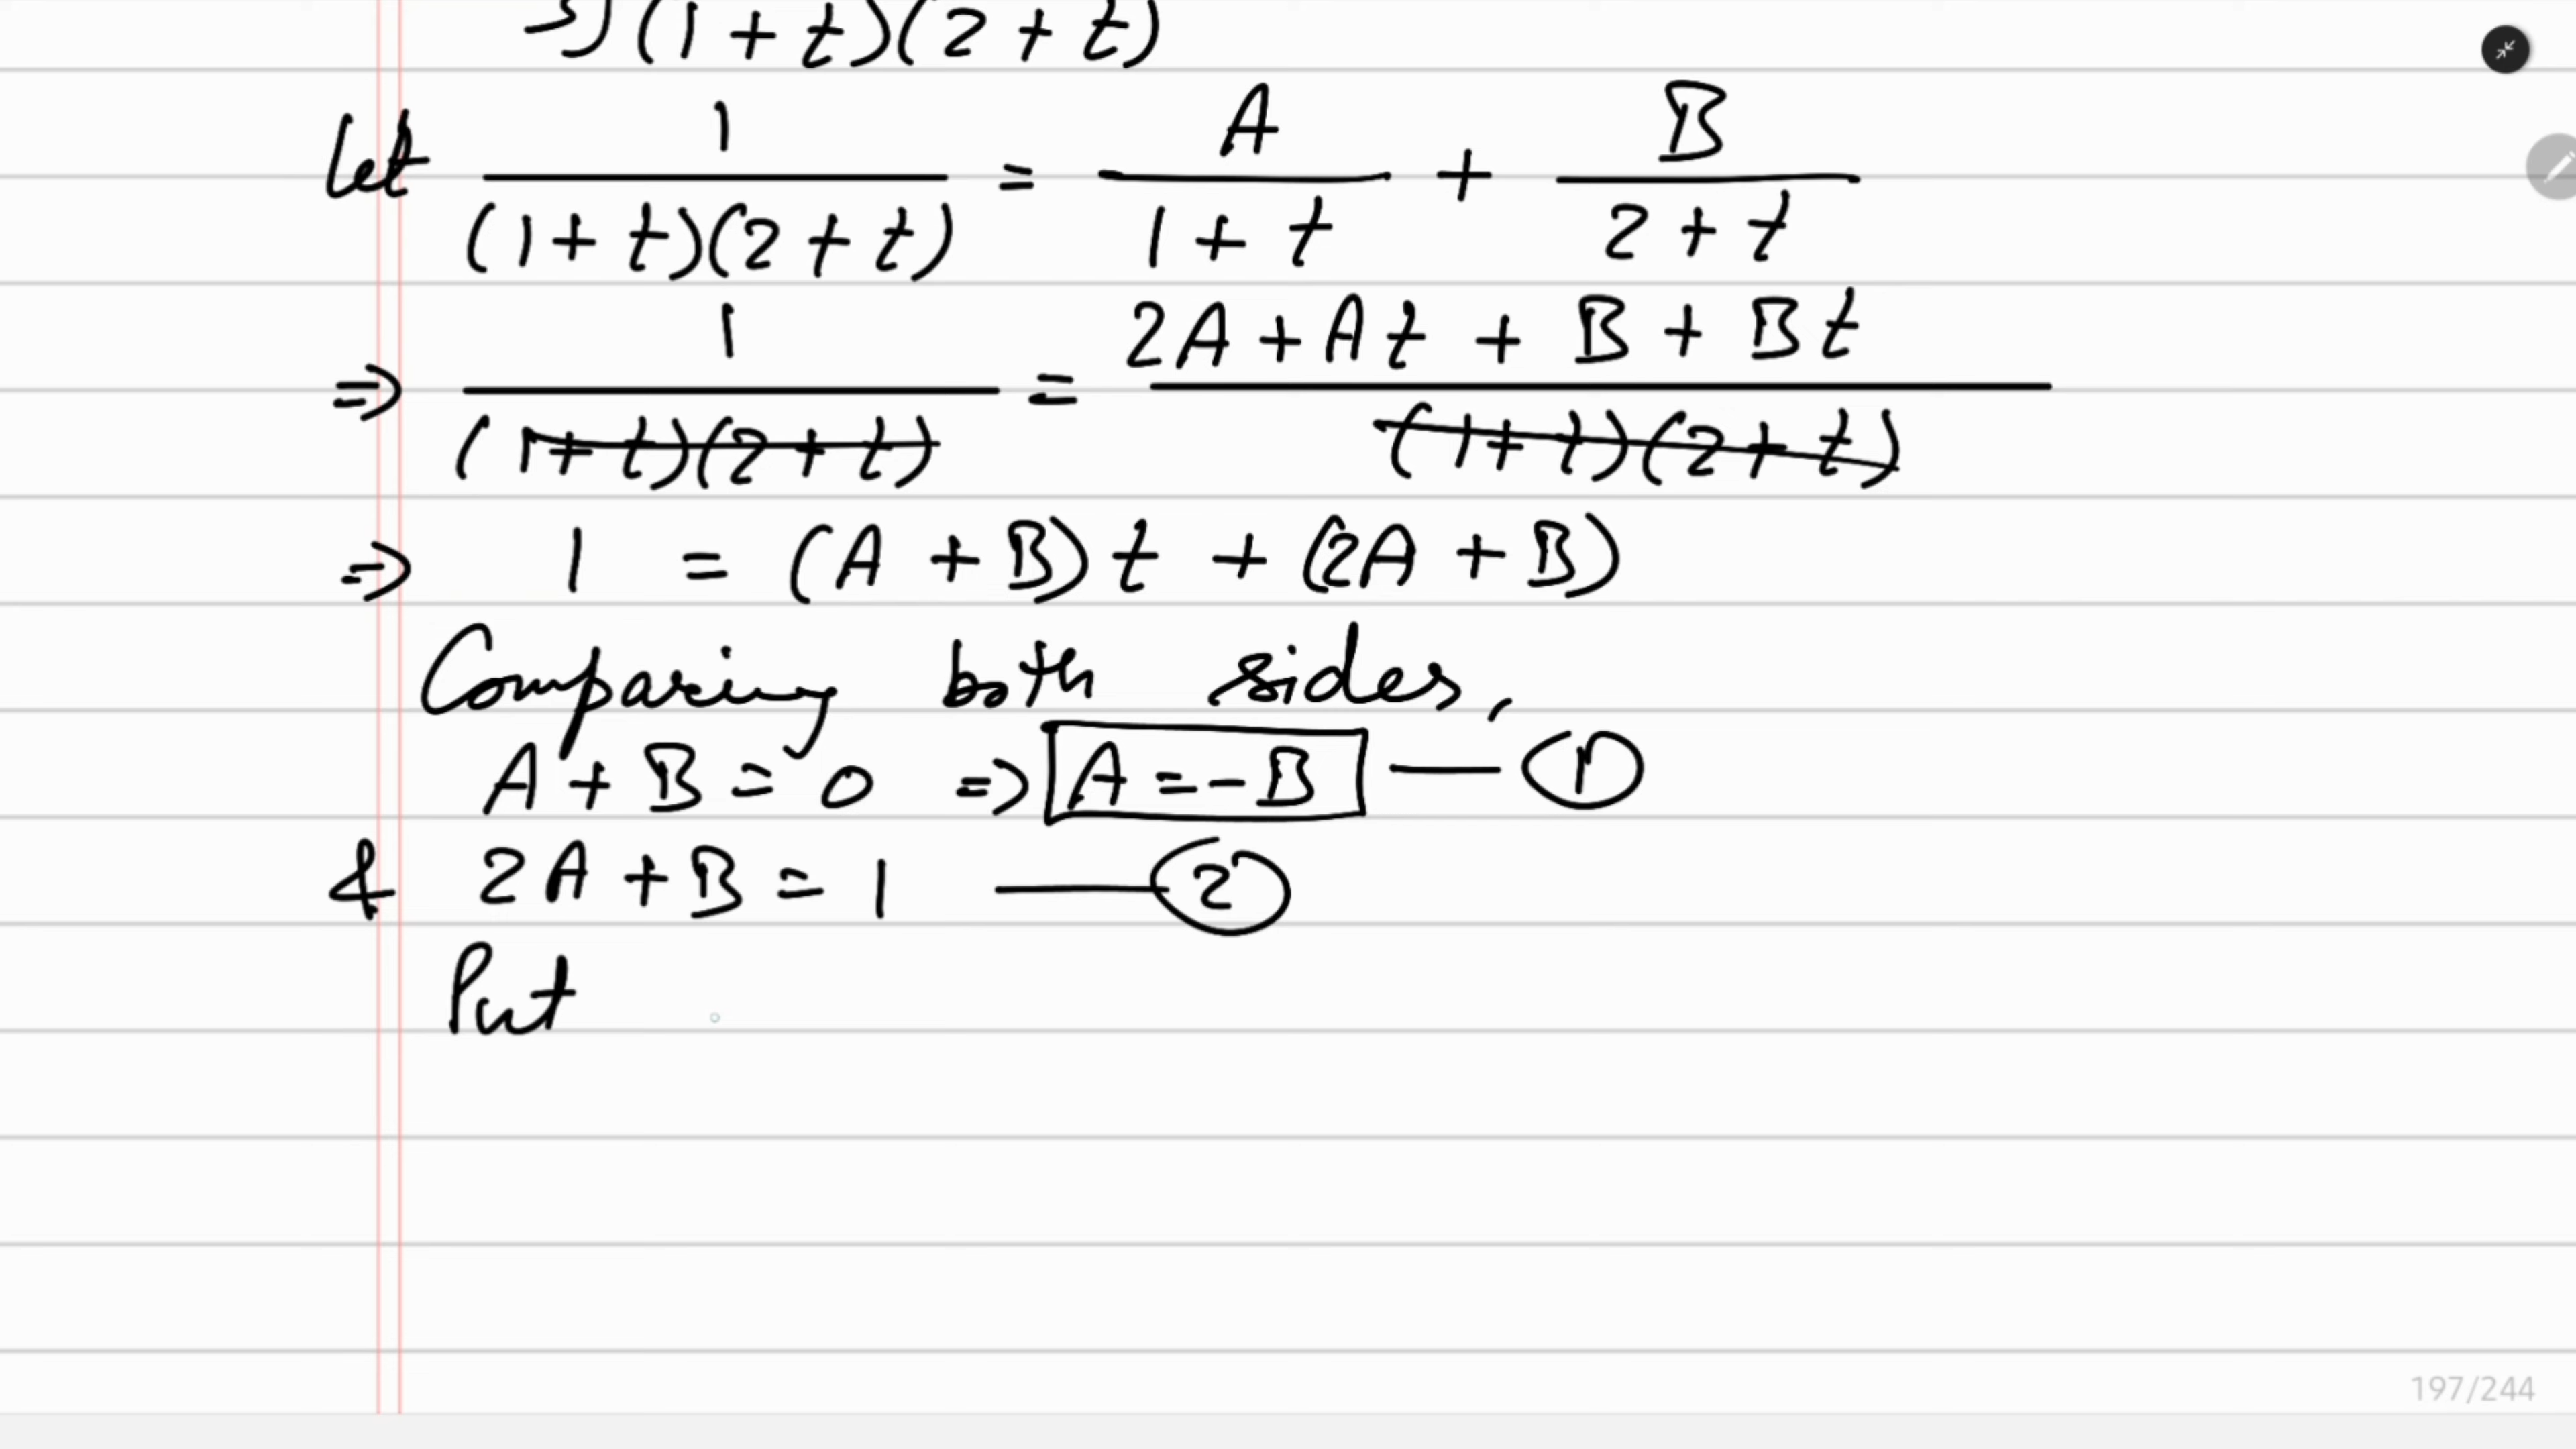 (1 + t)(2 + t)
Let 1/((1 + t)(2 + t)) = A/(1 + t) + B/(2 + t)
⇒ 1/((1 + t)(2 + t)) = (2A + At + B + Bt)/((1 + t)(2 + t))
⇒ 1 = (A + B)t + (2A + B)
Comparing both sides,
A + B = 0 ⇒ A = -B — ①
& 2A + B = 1 — ②
Put
197/244